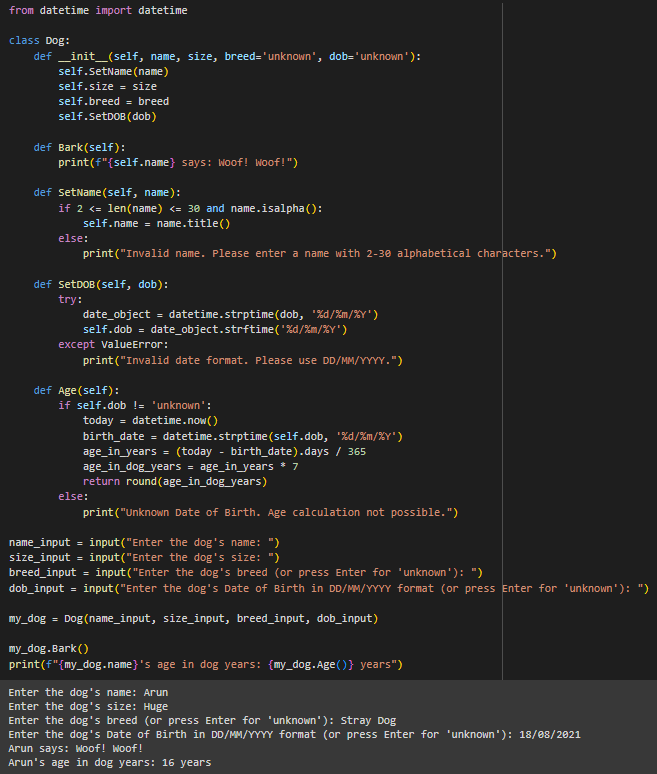 from datetime import datetime
class Dog:
    def __init__(self, name, size, breed='unknown', dob='unknown'):
        self.SetName(name)
        self.size = size
        self.breed = breed
        self.SetDOB(dob)
    def Bark(self):
        print(f"{self.name} says: Woof! Woof!")
    def SetName(self, name):
        if 2 <= len(name) <= 30 and name.isalpha():
            self.name = name.title()
        else:
            print("Invalid name. Please enter a name with 2-30 alphabetical characters.")
    def SetDOB(self, dob):
        try:
            date_object = datetime.strptime(dob, '%d/%m/%Y')
            self.dob = date_object.strftime('%d/%m/%Y')
        except ValueError:
            print("Invalid date format. Please use DD/MM/YYYY.")
    def Age(self):
        if self.dob != 'unknown':
            today = datetime.now()
            birth_date = datetime.strptime(self.dob, '%d/%m/%Y')
            age_in_years = (today - birth_date).days / 365
            age_in_dog_years = age_in_years * 7
            return round(age_in_dog_years)
        else:
            print("Unknown Date of Birth. Age calculation not possible.")
name_input = input("Enter the dog's name: ")
size_input = input("Enter the dog's size: ")
breed_input = input("Enter the dog's breed (or press Enter for 'unknown'): ")
dob_input = input("Enter the dog's Date of Birth in DD/MM/YYYY format (or press Enter for 'unknown'): ")
my_dog = Dog(name_input, size_input, breed_input, dob_input)
my_dog.Bark()
print(f"{my_dog.name}'s age in dog years: {my_dog.Age()} years")
Enter the dog's name: Arun
Enter the dog's size: Huge
Enter the dog's breed (or press Enter for 'unknown'): Stray Dog
Enter the dog's Date of Birth in DD/MM/YYYY format (or press Enter for 'unknown'): 18/08/2021
Arun says: Woof! Woof!
Arun's age in dog years: 16 years